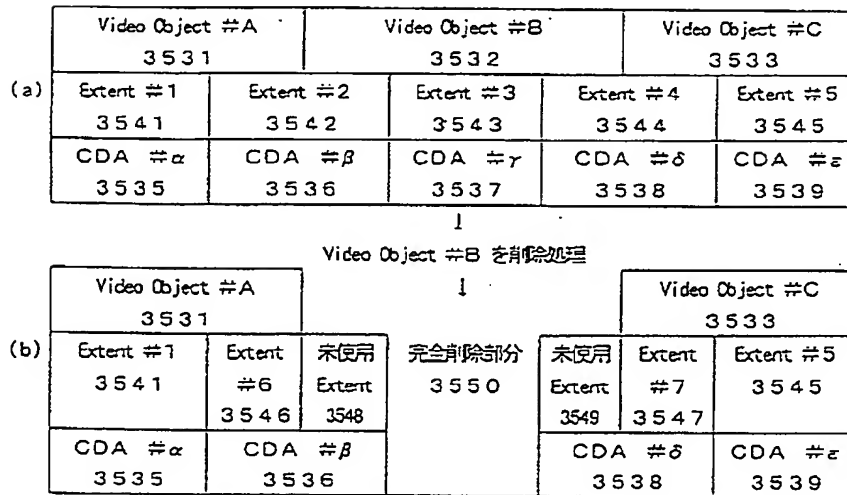 Video Object #A Video Object #B Video Object #C
3531 3532 3533
(a) Extent #1 Extent #2 Extent #3 Extent #4 Extent #5
3541 3542 3543 3544 3545
CDA #α CDA #β CDA #γ CDA #δ CDA #ε
3535 3536 3537 3538 3539
↓
Video Object #B を削除処理
Video Object #A ↓ Video Object #C
3531 3533
(b) Extent #1 Extent 未使用 完全削除部分 未使用 Extent Extent #5
3541 #6 Extent 3550 Extent #7 3545
3546 3548 3549 3547
CDA #α CDA #β CDA #δ CDA #ε
3535 3536 3538 3539